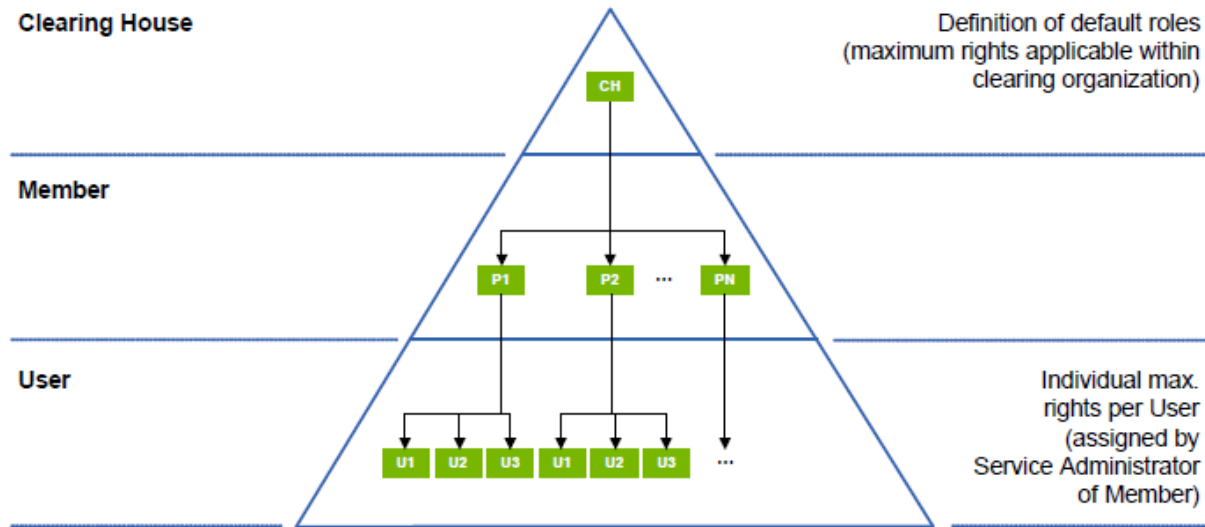 Clearing House
Definition of default roles
(maximum rights applicable within
clearing organization)
CH
Member
P1
P2
...
PN
User
Individual max.
rights per User
(assigned by
Service Administrator
of Member)
U1
U2
U3
U1
U2
U3
...